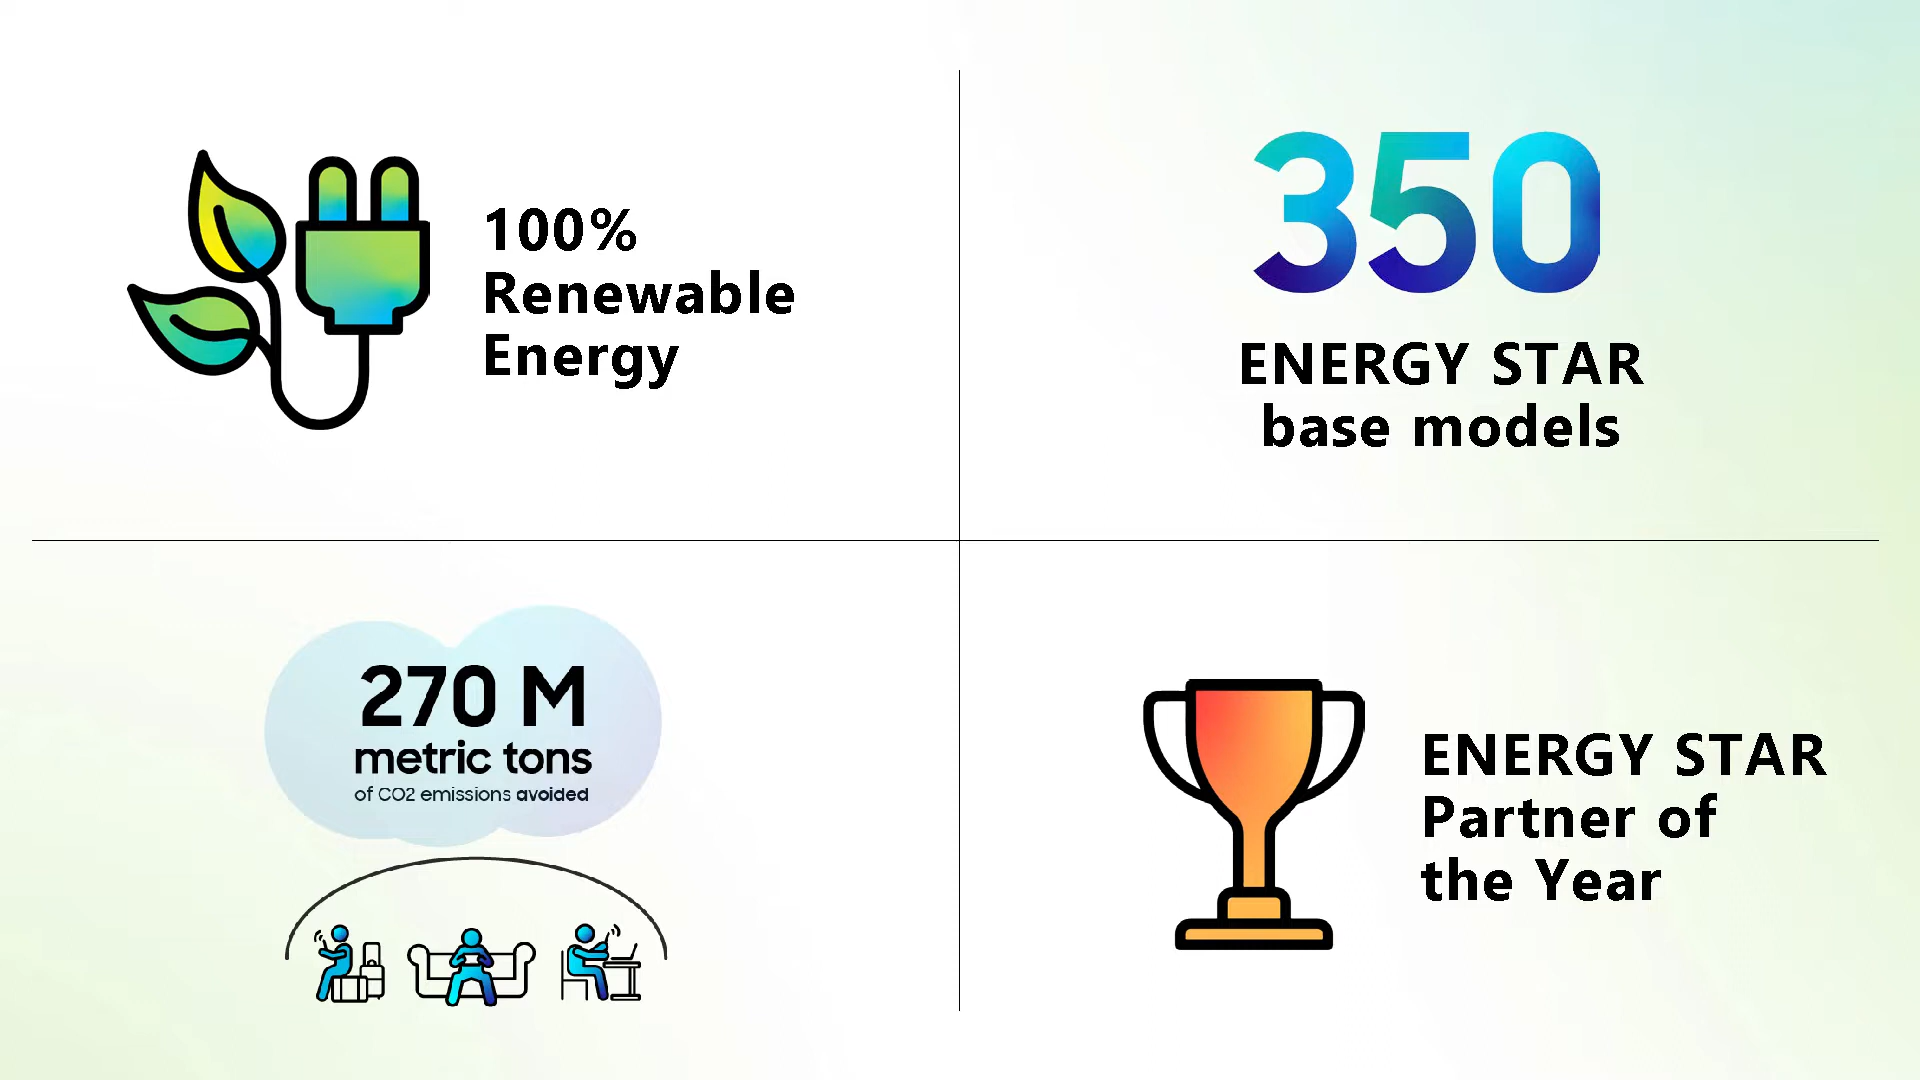 100%
Renewable
Energy
350
ENERGY STAR
base models
270 M
metric tons
of CO2 emissions avoided
ENERGY STAR
Partner of
the Year